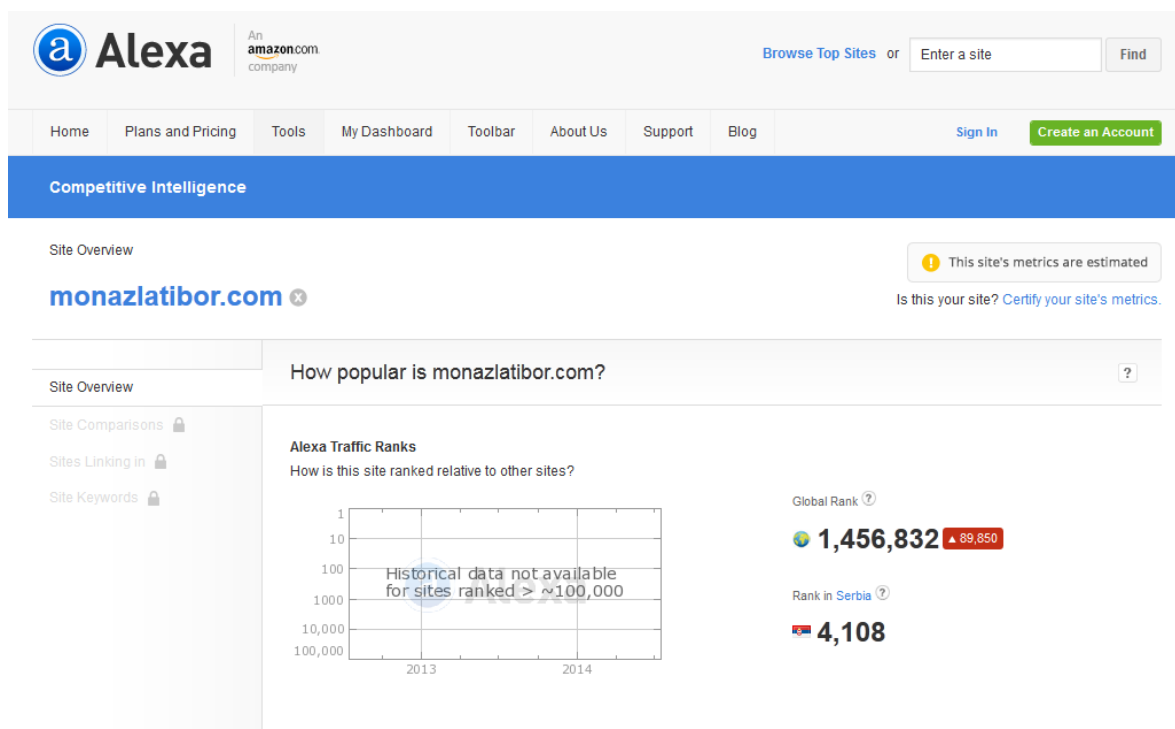 a Alexa
An
amazon.com
company
Browse Top Sites or Enter a site Find
Home Plans and Pricing Tools My Dashboard Toolbar About Us Support Blog Sign In Create an Account
Competitive Intelligence
Site Overview
This site's metrics are estimated
monazlatibor.com
Is this your site? Certify your site's metrics.
Site Overview
Site Comparisons
Sites Linking in
Site Keywords
How popular is monazlatibor.com? ?
Alexa Traffic Ranks
How is this site ranked relative to other sites?
1
10
100
1000
10,000
100,000
a Alexa
Historical data not available
for sites ranked > ~100,000
2013 2014
Global Rank ?
1,456,832 ▲ 89,850
Rank in Serbia ?
4,108